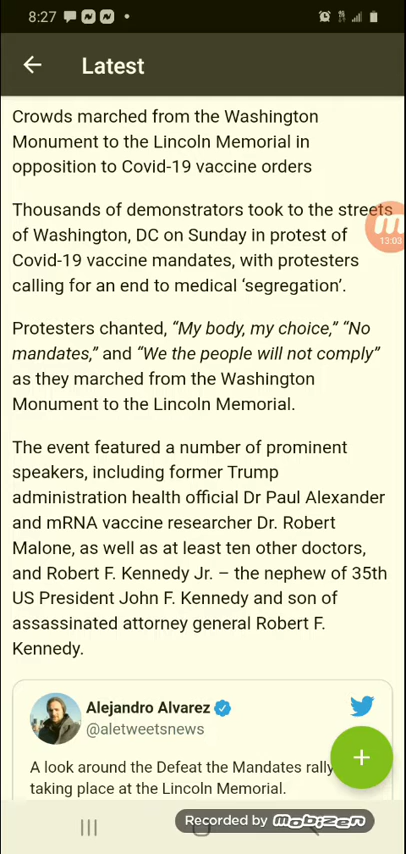 8:27
Latest
Crowds marched from the Washington
Monument to the Lincoln Memorial in
opposition to Covid-19 vaccine orders
Thousands of demonstrators took to the streets
of Washington, DC on Sunday in protest of
Covid-19 vaccine mandates, with protesters
calling for an end to medical ‘segregation’.
13:03
Protesters chanted, “My body, my choice,” “No
mandates,” and “We the people will not comply”
as they marched from the Washington
Monument to the Lincoln Memorial.
The event featured a number of prominent
speakers, including former Trump
administration health official Dr Paul Alexander
and mRNA vaccine researcher Dr. Robert
Malone, as well as at least ten other doctors,
and Robert F. Kennedy Jr. – the nephew of 35th
US President John F. Kennedy and son of
assassinated attorney general Robert F.
Kennedy.
Alejandro Alvarez
@aletweetsnews
A look around the Defeat the Mandates rally
taking place at the Lincoln Memorial.
Recorded by mobizen